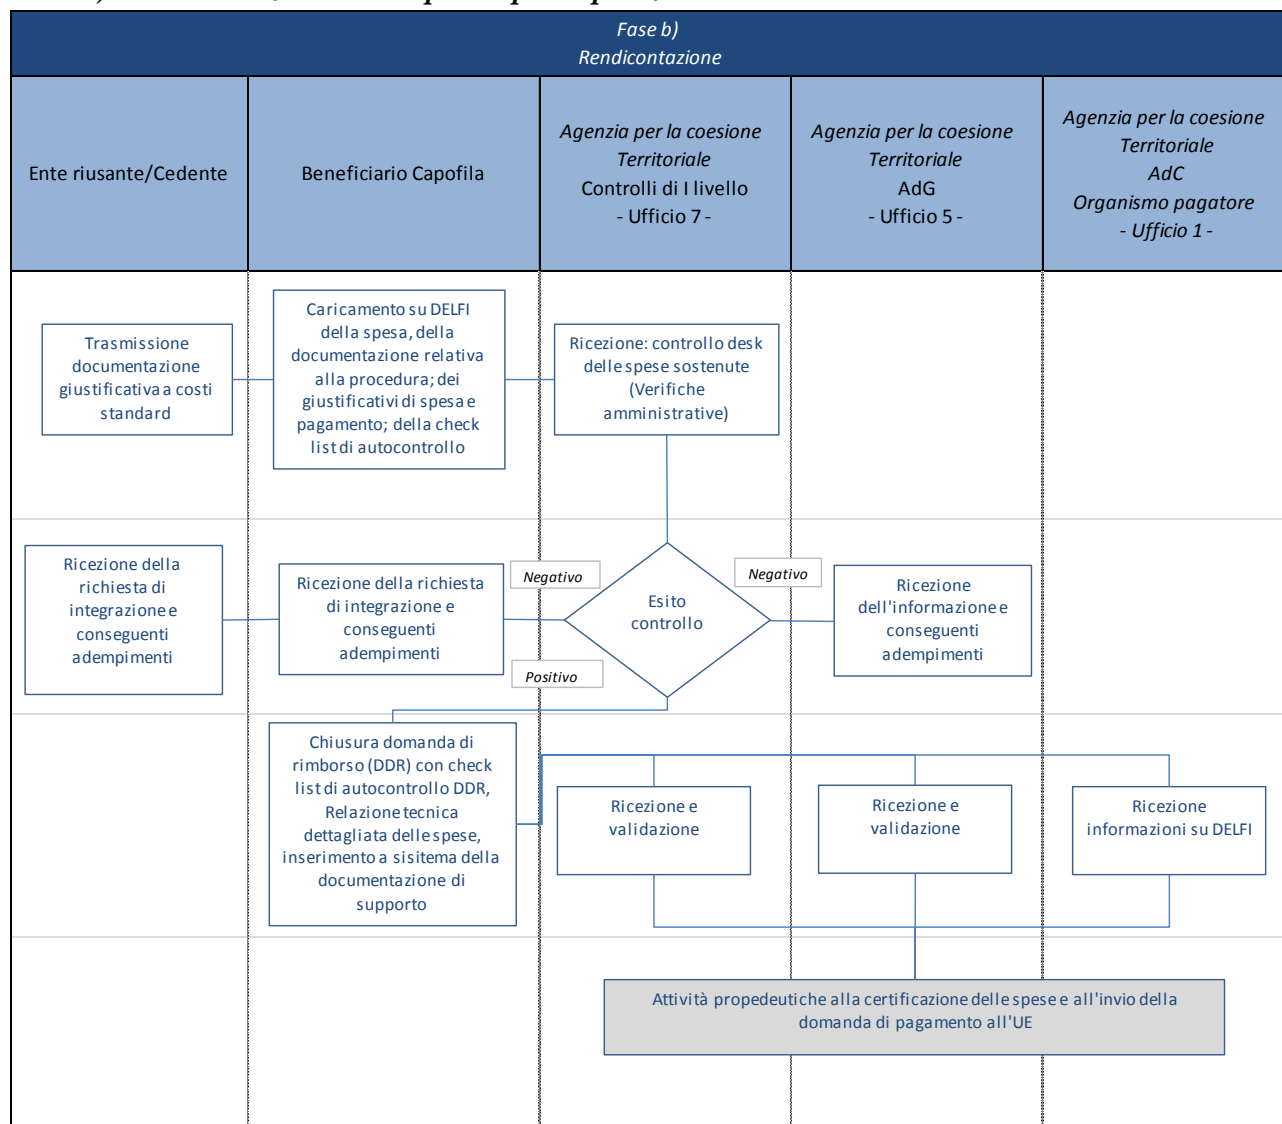 Fase b)
Rendicontazione
Ente riusante/Cedente
Beneficiario Capofila
Agenzia per la coesione
Territoriale
Controlli di I livello
- Ufficio 7 -
Agenzia per la coesione
Territoriale
AdG
- Ufficio 5 -
Agenzia per la coesione
Territoriale
AdC
Organismo pagatore
- Ufficio 1 -
Trasmissione
documentazione
giustificativa a costi
standard
Caricamento su DELFI
della spesa, della
documentazione relativa
alla procedura; dei
giustificativi di spesa e
pagamento; della check
list di autocontrollo
Ricezione: controllo desk
delle spese sostenute
(Verifiche
amministrative)
Ricezione della
richiesta di
integrazione e
conseguenti
adempimenti
Ricezione della richiesta
di integrazione e
conseguenti
adempimenti
Negativo
Esito
controllo
Negativo
Ricezione
dell'informazione e
conseguenti
adempimenti
Positivo
Chiusura domanda di
rimborso (DDR) con check
list di autocontrollo DDR,
Relazione tecnica
dettagliata delle spese,
inserimento a sisitema della
documentazione di
supporto
Ricezione e
validazione
Ricezione e
validazione
Ricezione
informazioni su DELFI
Attività propedeutiche alla certificazione delle spese e all'invio della
domanda di pagamento all'UE